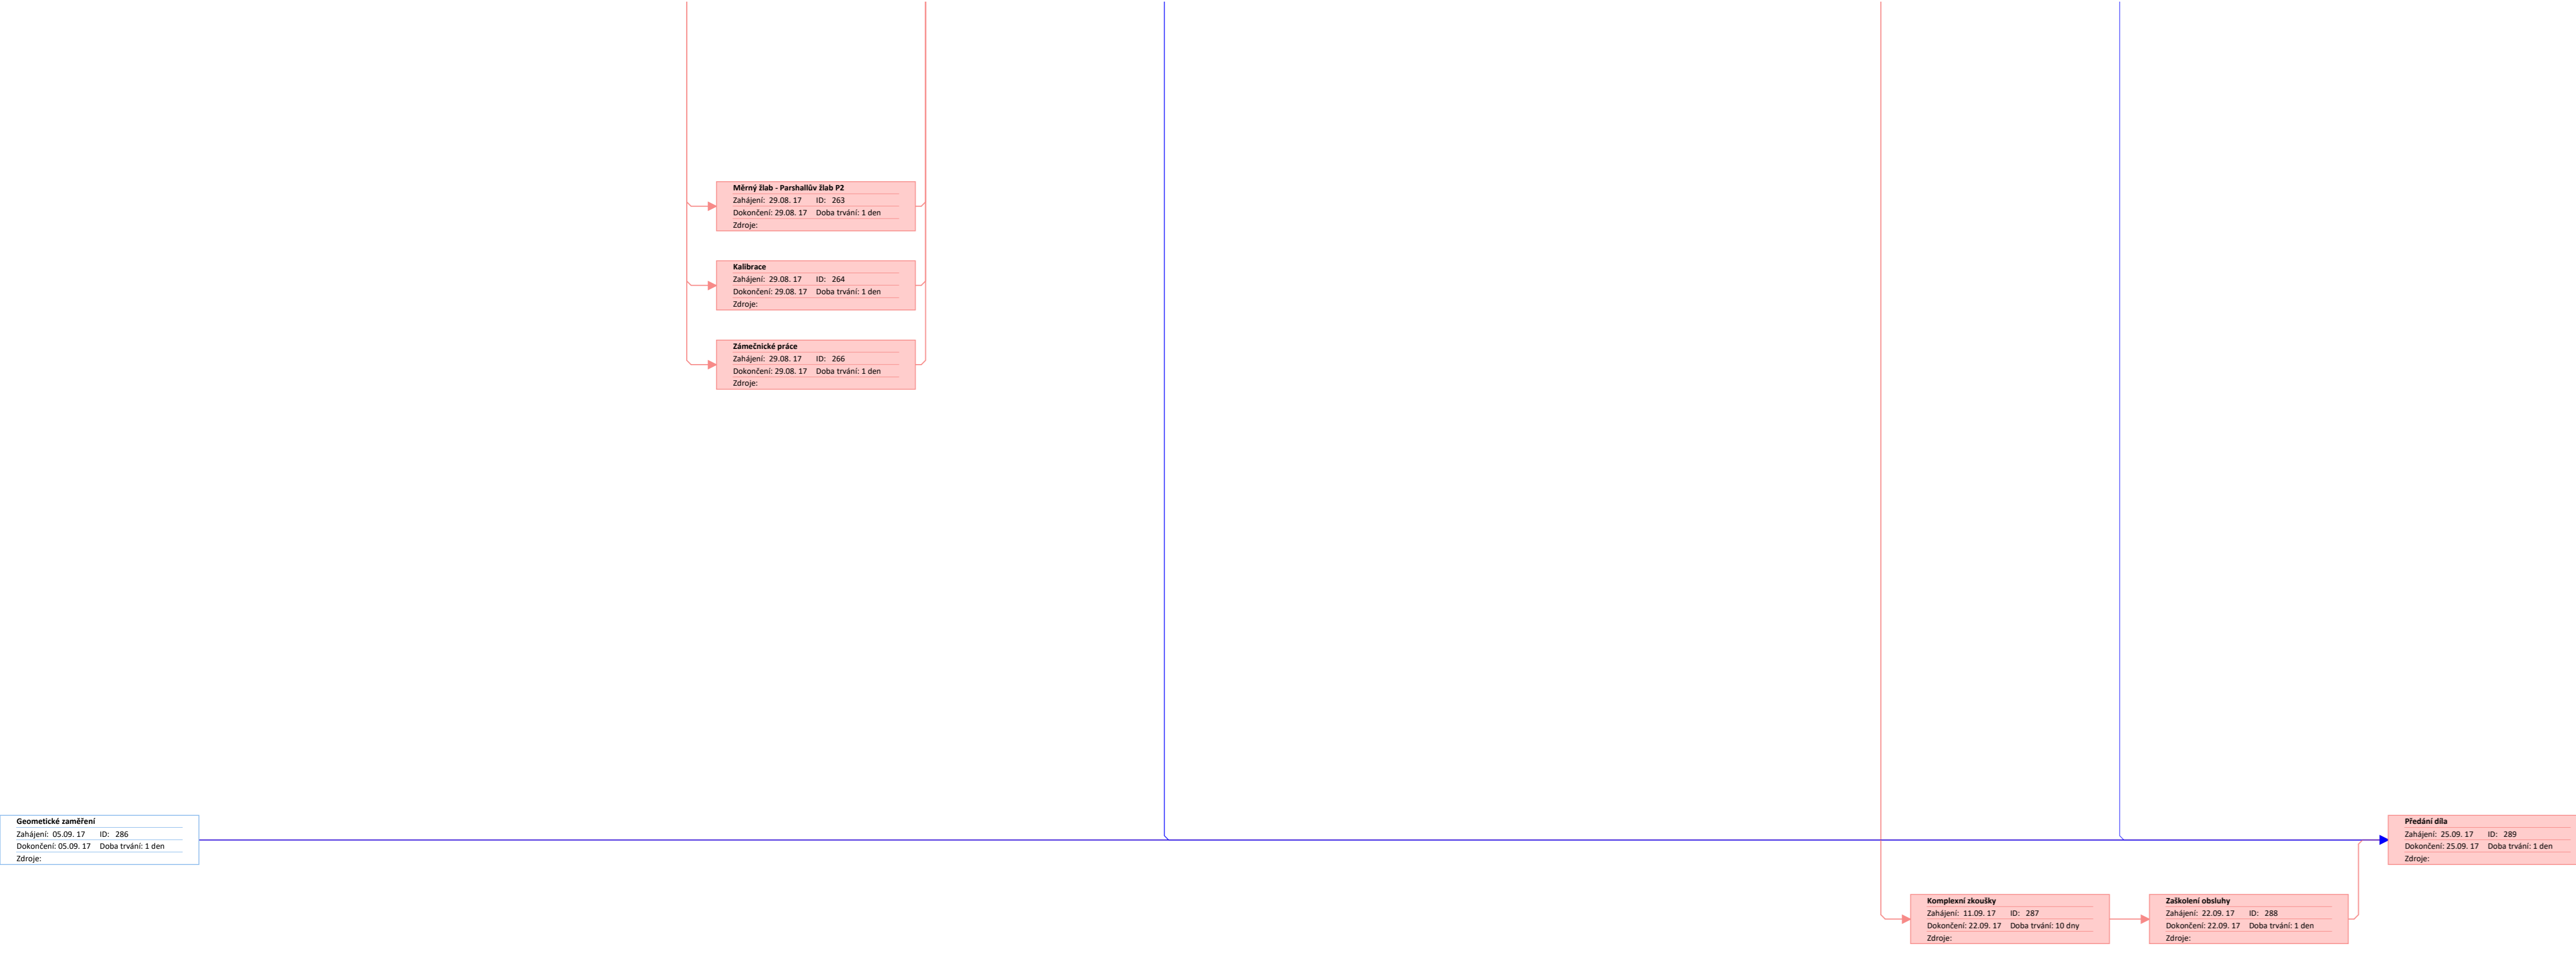 Měrný žlab - Parshallův žlab P2
Zahájení: 29.08. 17 ID: 263
Dokončení: 29.08. 17 Doba trvání: 1 den
Zdroje:
Kalibrace
Zahájení: 29.08. 17 ID: 264
Dokončení: 29.08. 17 Doba trvání: 1 den
Zdroje:
Zámečnické práce
Zahájení: 29.08. 17 ID: 266
Dokončení: 29.08. 17 Doba trvání: 1 den
Zdroje:
Geometické zaměření
Zahájení: 05.09. 17 ID: 286
Dokončení: 05.09. 17 Doba trvání: 1 den
Zdroje:
Předání díla
Zahájení: 25.09. 17 ID: 289
Dokončení: 25.09. 17 Doba trvání: 1 den
Zdroje:
Komplexní zkoušky
Zahájení: 11.09. 17 ID: 287
Dokončení: 22.09. 17 Doba trvání: 10 dny
Zdroje:
Zaškolení obsluhy
Zahájení: 22.09. 17 ID: 288
Dokončení: 22.09. 17 Doba trvání: 1 den
Zdroje: